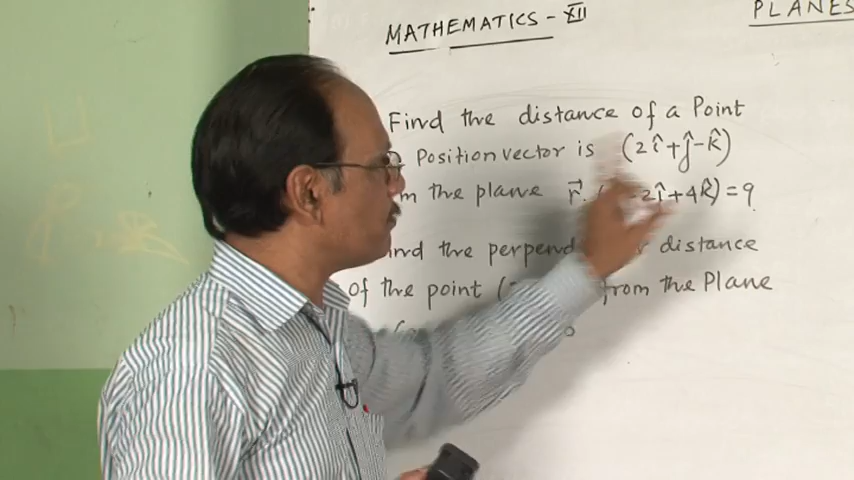 MATHEMATICS - XII
PLANES
Find the distance of a Point
Position vector is (2î+ĵ-k̂)
the plane r⃗. ( -2î+4k̂)=9
the distance
of the point ( from the Plane